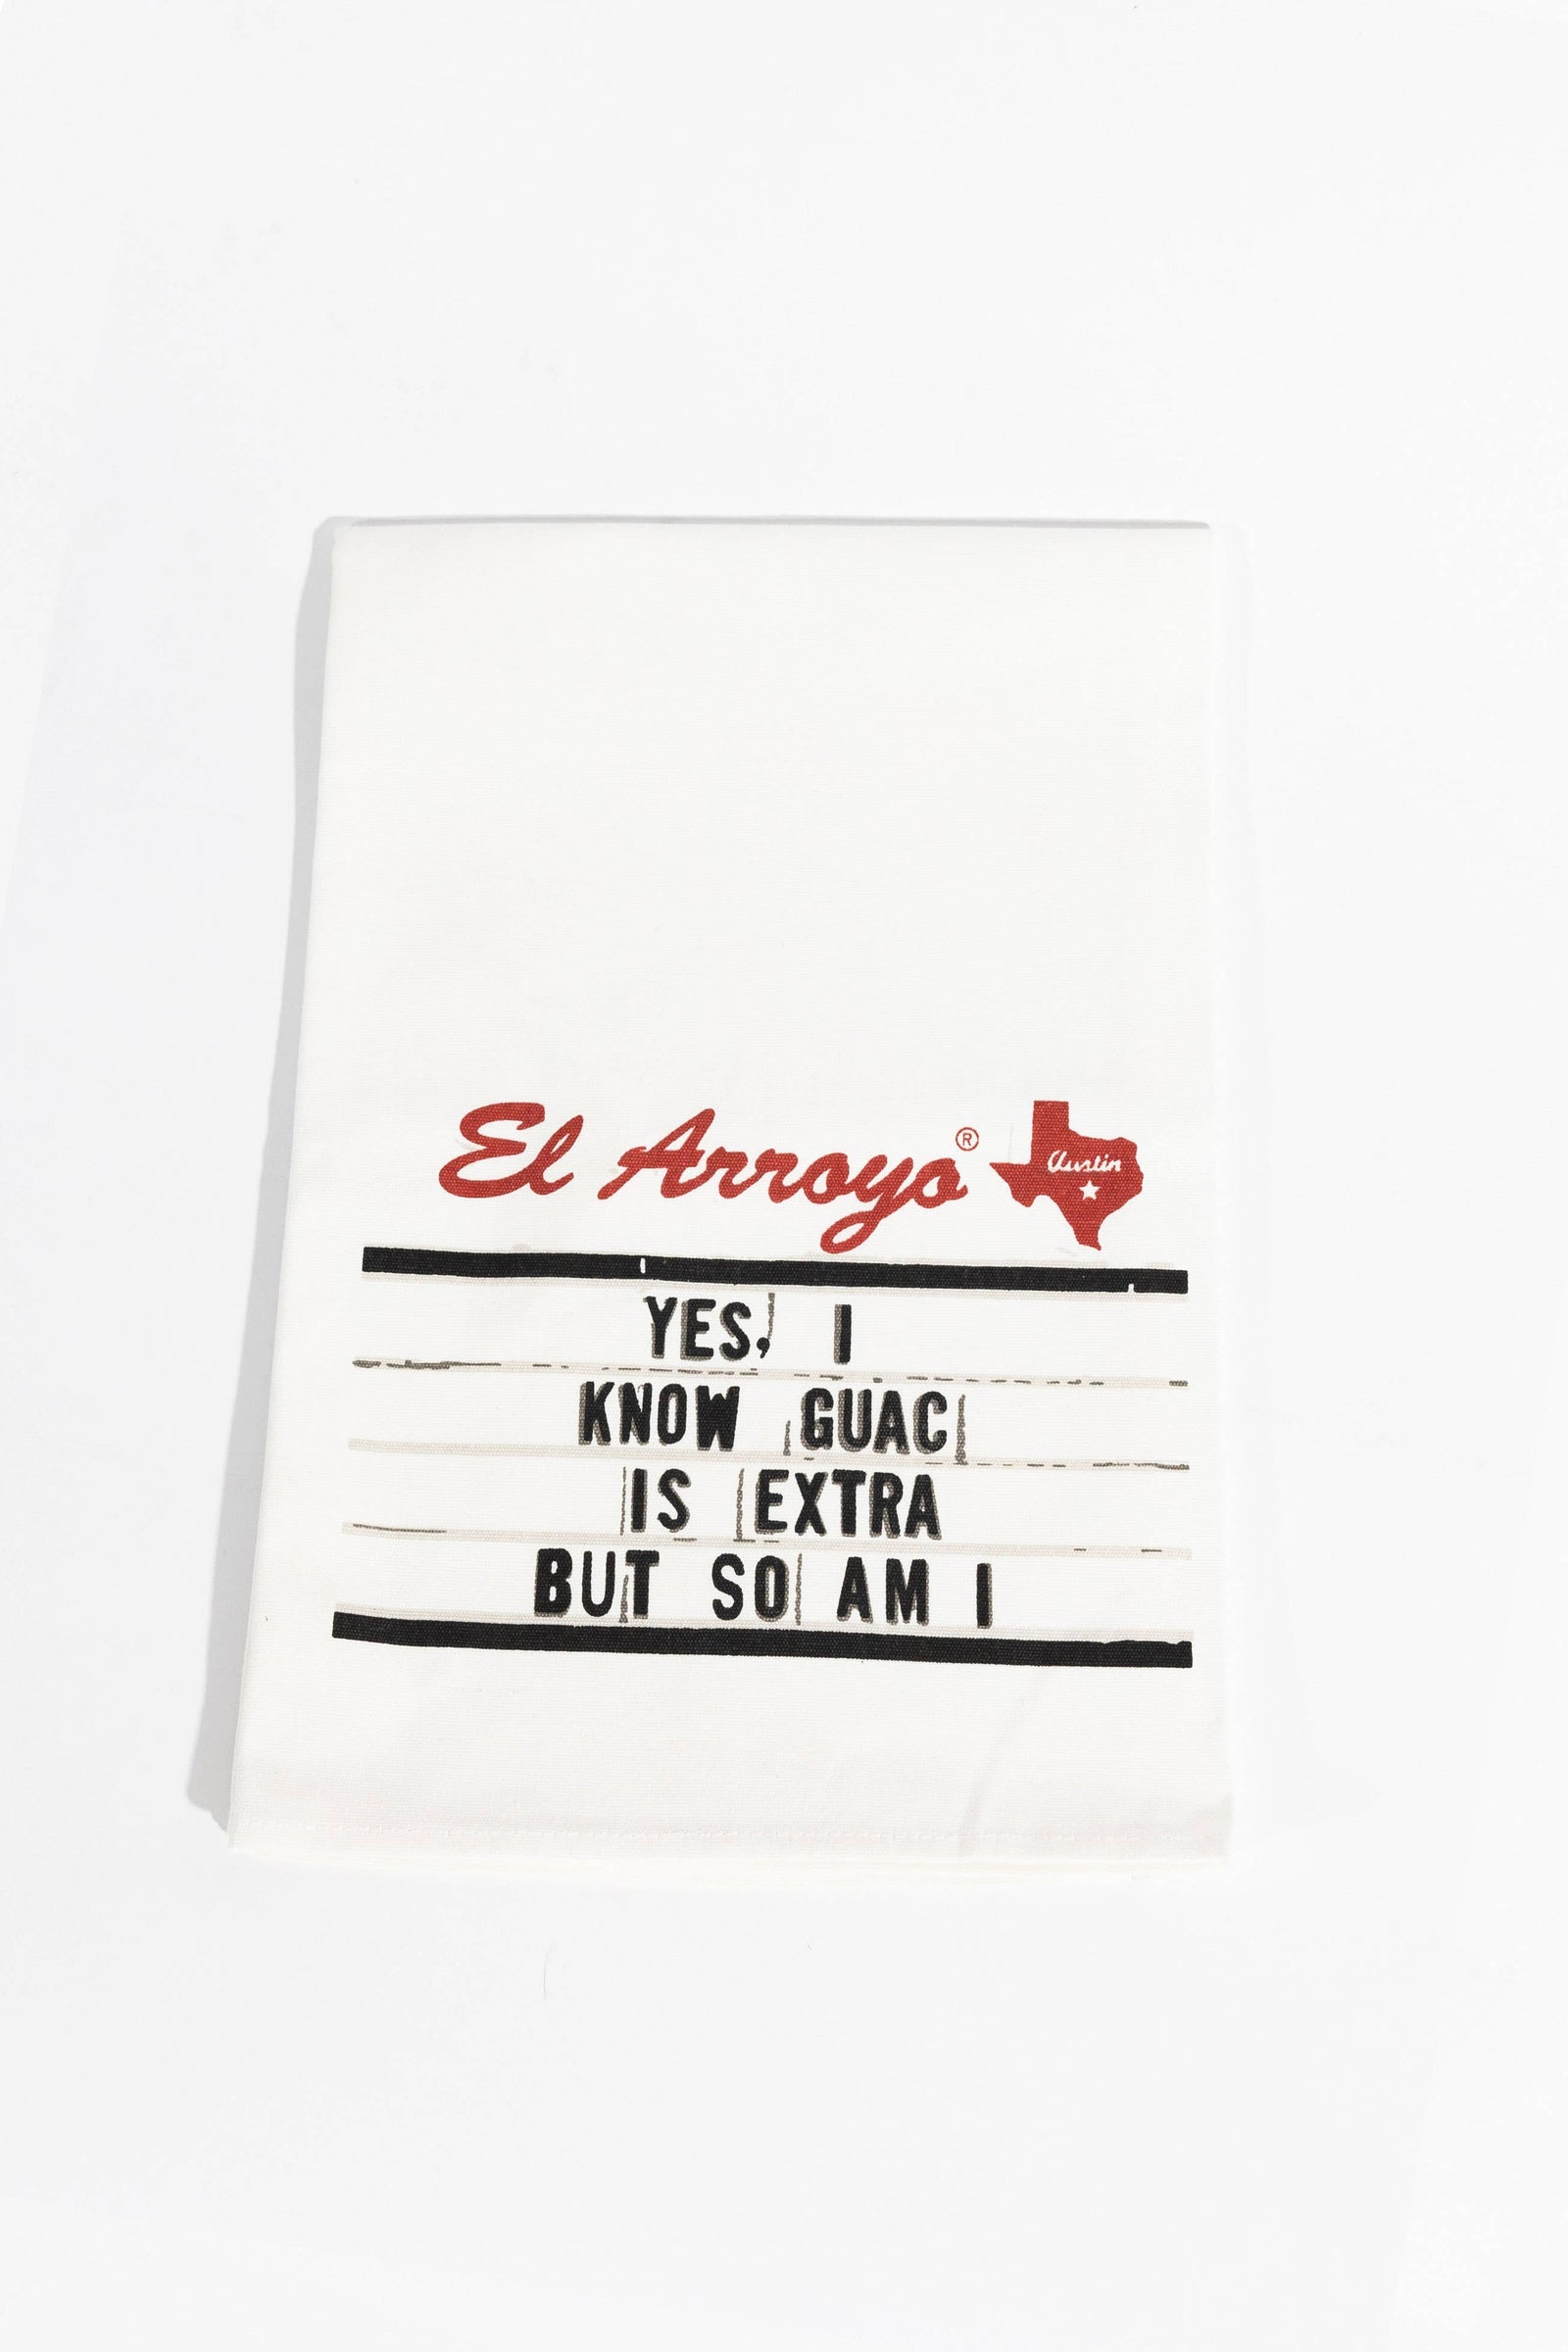 El Arroyo®
Austin
YES, I
KNOW GUAC
IS EXTRA
BUT SO AM I